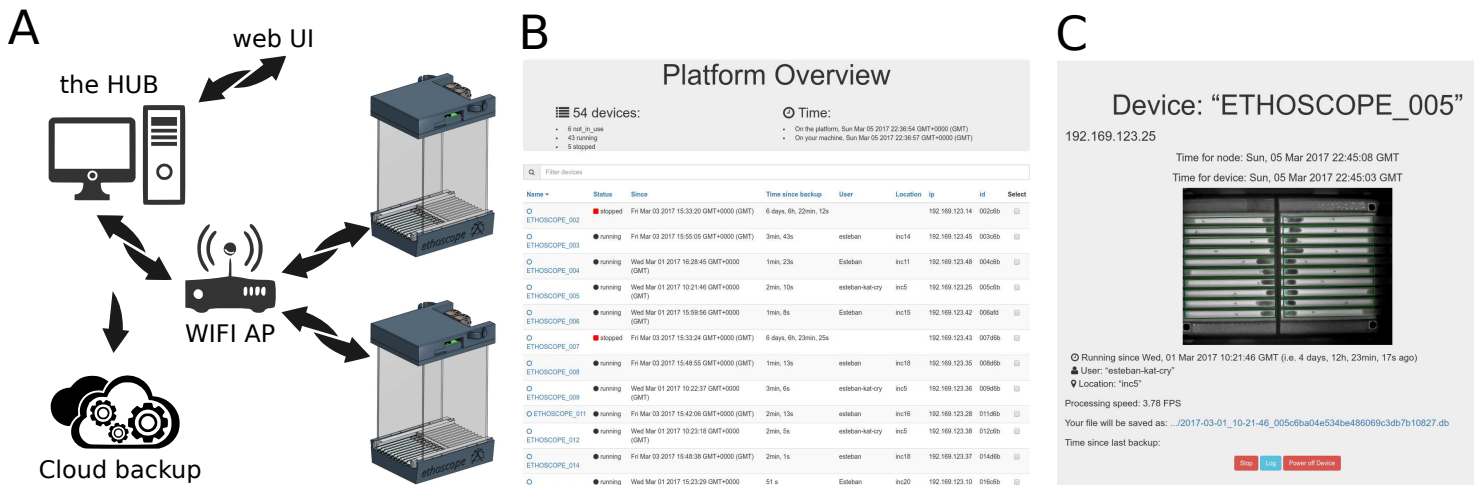 A
web UI
the HUB
ethoscope
WIFI AP
ethoscope
Cloud backup
B
Platform Overview
54 devices:
6 not_in_use
43 running
5 stopped
Time:
On the platform, Sun Mar 05 2017 22:36:54 GMT+0000 (GMT)
On your machine, Sun Mar 05 2017 22:36:57 GMT+0000 (GMT)
Filter devices
Name Status Since Time since backup User Location ip id Select
ETHOSCOPE_002 stopped Fri Mar 03 2017 15:33:20 GMT+0000 (GMT) 6 days, 6h, 22min, 12s 192.169.123.14 002c6b
ETHOSCOPE_003 running Fri Mar 03 2017 15:55:05 GMT+0000 (GMT) 3min, 43s esteban inc14 192.169.123.45 003c6b
ETHOSCOPE_004 running Wed Mar 01 2017 16:28:45 GMT+0000 (GMT) 1min, 23s Esteban inc11 192.169.123.48 004c6b
ETHOSCOPE_005 running Wed Mar 01 2017 10:21:46 GMT+0000 (GMT) 2min, 10s esteban-kat-cry inc5 192.169.123.25 005c6b
ETHOSCOPE_006 running Wed Mar 01 2017 15:59:56 GMT+0000 (GMT) 1min, 8s Esteban inc15 192.169.123.42 006afd
ETHOSCOPE_007 stopped Fri Mar 03 2017 15:33:24 GMT+0000 (GMT) 6 days, 6h, 23min, 25s 192.169.123.43 007d6b
ETHOSCOPE_008 running Fri Mar 03 2017 15:48:55 GMT+0000 (GMT) 1min, 13s esteban inc18 192.169.123.35 008d6b
ETHOSCOPE_009 running Wed Mar 01 2017 10:22:37 GMT+0000 (GMT) 3min, 6s esteban-kat-cry inc5 192.169.123.36 009d6b
ETHOSCOPE_011 running Fri Mar 03 2017 15:42:06 GMT+0000 (GMT) 2min, 13s esteban inc16 192.169.123.28 011d6b
ETHOSCOPE_012 running Wed Mar 01 2017 10:23:18 GMT+0000 (GMT) 2min, 5s esteban-kat-cry inc5 192.169.123.38 012c6b
ETHOSCOPE_014 running Fri Mar 03 2017 15:48:38 GMT+0000 (GMT) 2min, 1s esteban inc18 192.169.123.37 014d6b
running Wed Mar 01 2017 15:23:29 GMT+0000 51 s Esteban inc20 192.169.123.10 016c6b
C
Device: “ETHOSCOPE_005”
192.169.123.25
Time for node: Sun, 05 Mar 2017 22:45:08 GMT
Time for device: Sun, 05 Mar 2017 22:45:03 GMT
Running since Wed, 01 Mar 2017 10:21:46 GMT (i.e. 4 days, 12h, 23min, 17s ago)
User: “esteban-kat-cry”
Location: “inc5”
Processing speed: 3.78 FPS
Your file will be saved as: .../2017-03-01_10-21-46_005c6ba04e534be486069c3db7b10827.db
Time since last backup:
Stop Log Power off Device